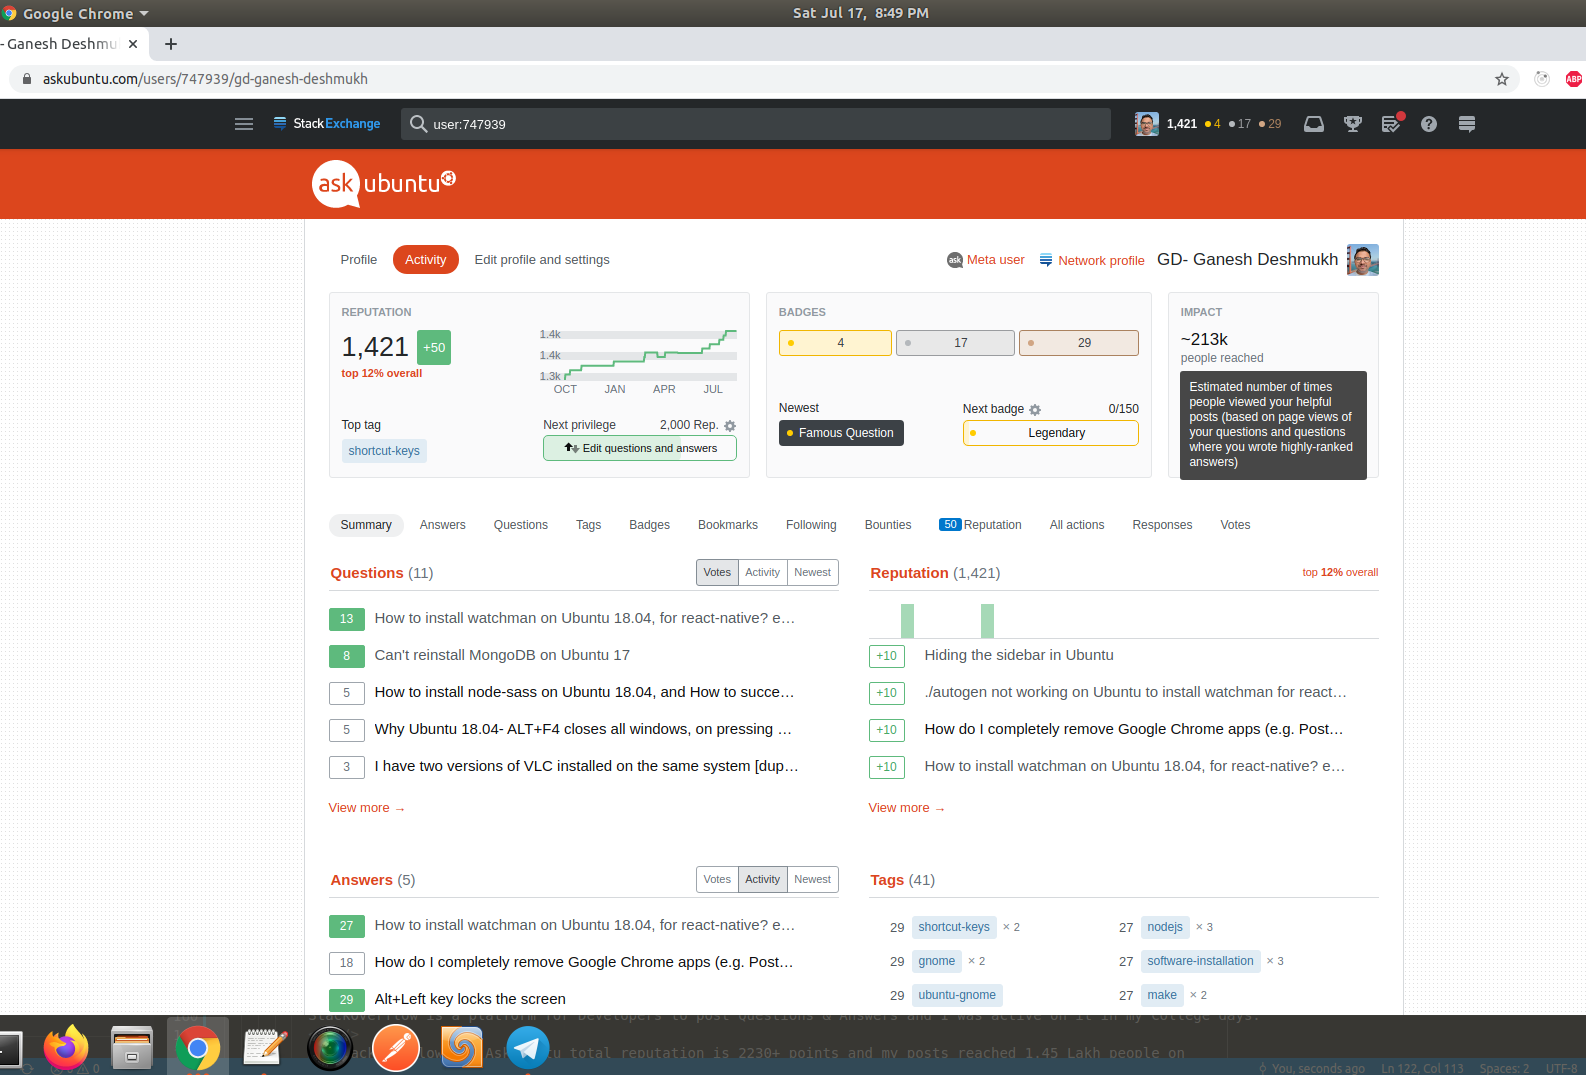 Google Chrome
Sat Jul 17, 8:49 PM
- Ganesh Deshmu
askubuntu.com/users/747939/gd-ganesh-deshmukh
ABP
StackExchange
user:747939
1,421 4 17 29
ask ubuntu
Profile
Activity
Edit profile and settings
ask Meta user
Network profile
GD- Ganesh Deshmukh
REPUTATION
1,421 +50
top 12% overall
1.4k
1.4k
1.3k
OCT JAN APR JUL
Top tag
shortcut-keys
Next privilege 2,000 Rep.
Edit questions and answers
BADGES
4 17 29
Newest
Famous Question
Next badge 0/150
Legendary
IMPACT
~213k
people reached
Estimated number of times
people viewed your helpful
posts (based on page views of
your questions and questions
where you wrote highly-ranked
answers)
Summary Answers Questions Tags Badges Bookmarks Following Bounties 50 Reputation All actions Responses Votes
Questions (11)
Votes Activity Newest
13 How to install watchman on Ubuntu 18.04, for react-native? e…
8 Can't reinstall MongoDB on Ubuntu 17
5 How to install node-sass on Ubuntu 18.04, and How to succe…
5 Why Ubuntu 18.04- ALT+F4 closes all windows, on pressing …
3 I have two versions of VLC installed on the same system [dup…
View more →
Reputation (1,421)
top 12% overall
+10 Hiding the sidebar in Ubuntu
+10 ./autogen not working on Ubuntu to install watchman for react…
+10 How do I completely remove Google Chrome apps (e.g. Post…
+10 How to install watchman on Ubuntu 18.04, for react-native? e…
View more →
Answers (5)
Votes Activity Newest
27 How to install watchman on Ubuntu 18.04, for react-native? e…
18 How do I completely remove Google Chrome apps (e.g. Post…
29 Alt+Left key locks the screen
Tags (41)
29 shortcut-keys × 2
27 nodejs × 3
29 gnome × 2
27 software-installation × 3
29 ubuntu-gnome
27 make × 2
Stackoverflow is a platform for Developers to post Questions & Answers and I was active on it in my college days.
total reputation is 2230+ points and my posts reached 1.45 Lakh people on
You, seconds ago Ln 122, Col 113 Spaces: 2 UTF-8